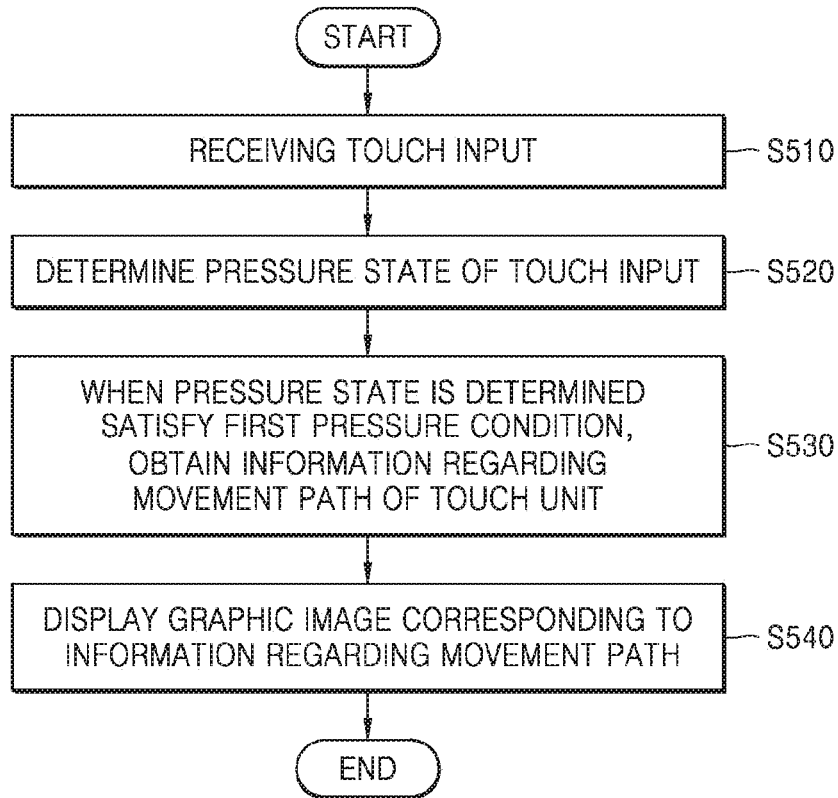 START
RECEIVING TOUCH INPUT
S510
DETERMINE PRESSURE STATE OF TOUCH INPUT
S520
WHEN PRESSURE STATE IS DETERMINED
SATISFY FIRST PRESSURE CONDITION,
OBTAIN INFORMATION REGARDING
MOVEMENT PATH OF TOUCH UNIT
S530
DISPLAY GRAPHIC IMAGE CORRESPONDING TO
INFORMATION REGARDING MOVEMENT PATH
S540
END